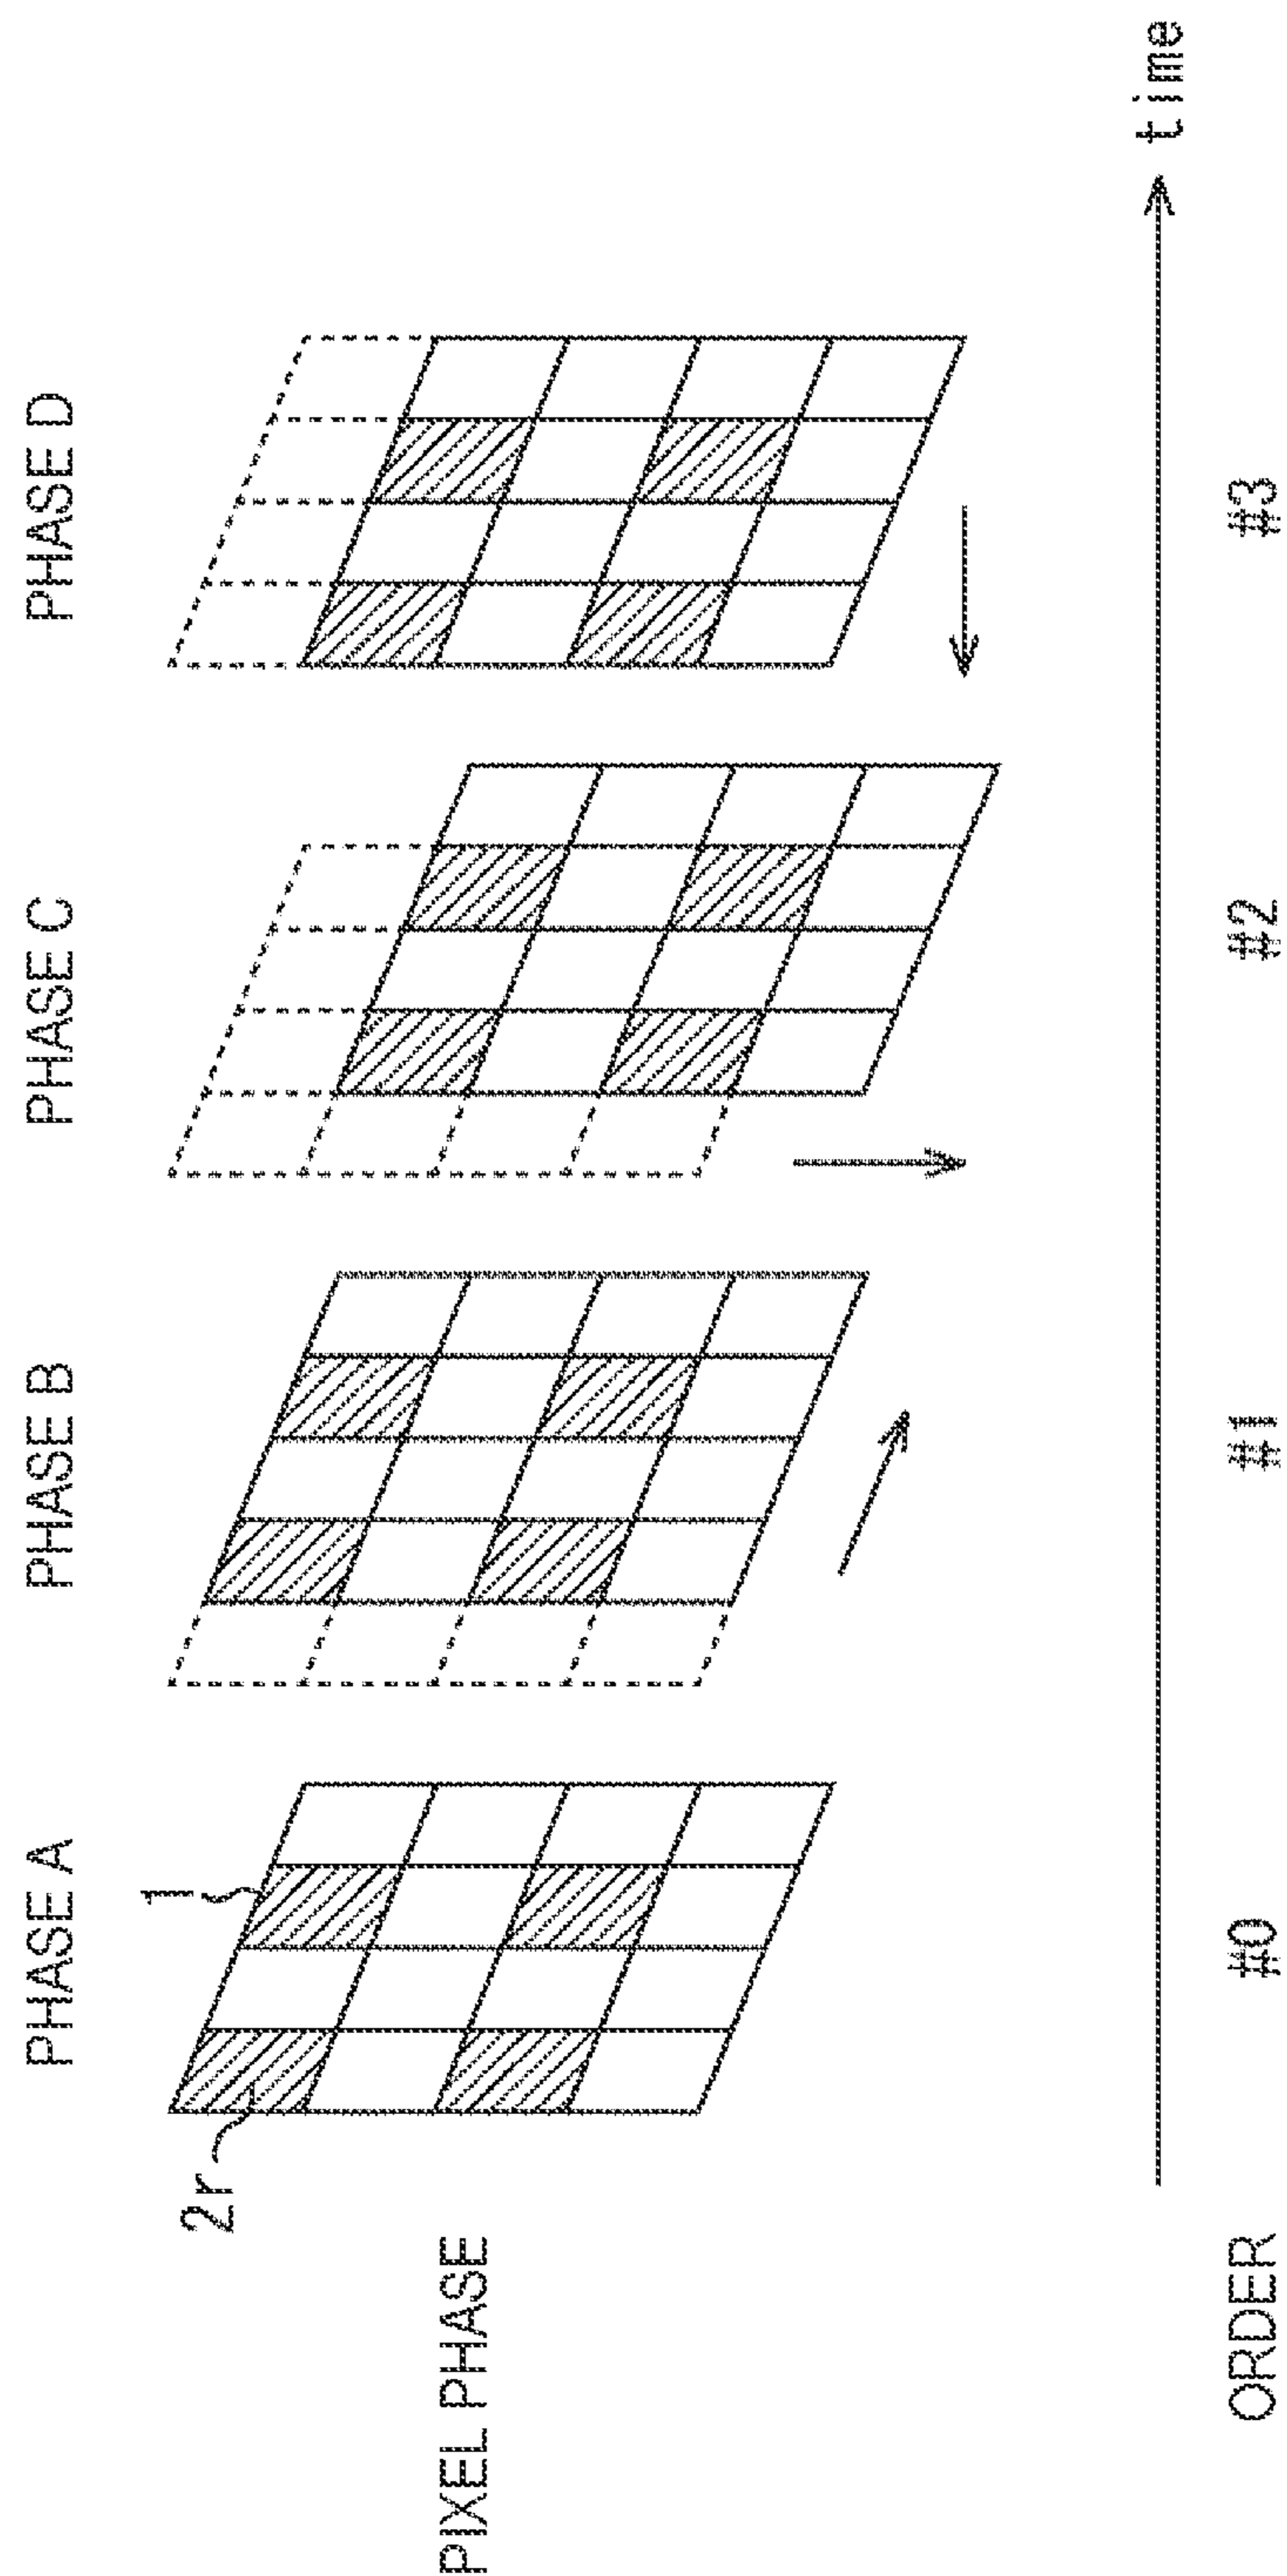 PHASE A PHASE B PHASE C PHASE D
1
2r
PIXEL PHASE
time
ORDER #0 #1 #2 #3